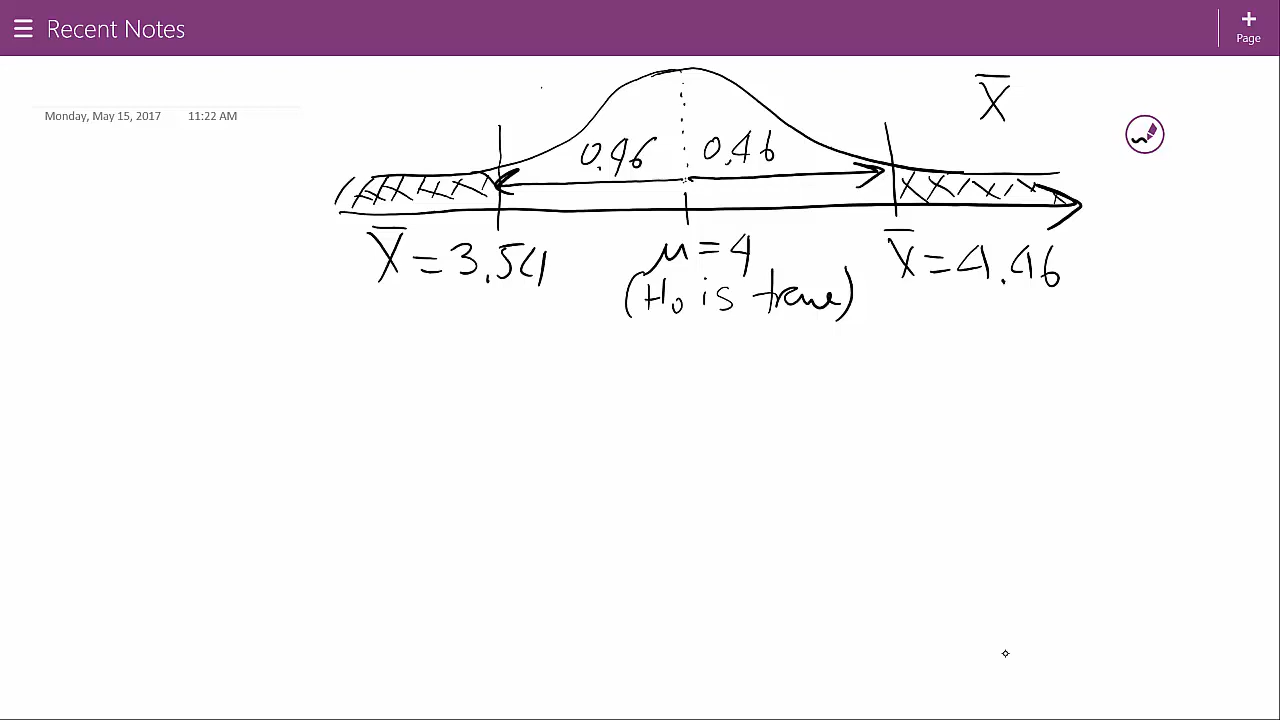 Recent Notes
+
Page
Monday, May 15, 2017 11:22 AM
X̅
0.46 0.46
X̅ = 3.54 μ = 4 X̅ = 4.46
(H₀ is true)